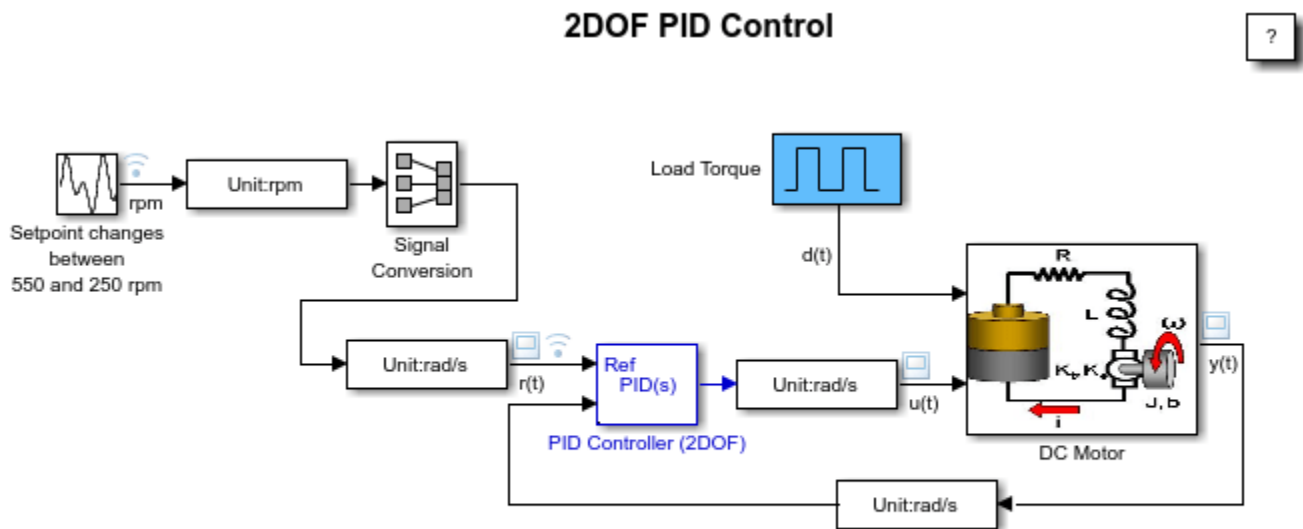 2DOF PID Control
?
Unit:rpm
rpm
Setpoint changes
between
550 and 250 rpm
Signal
Conversion
Load Torque
d(t)
R
L
ω
K
J, b
i
DC Motor
y(t)
Unit:rad/s
r(t)
Ref
PID(s)
PID Controller (2DOF)
Unit:rad/s
u(t)
Unit:rad/s